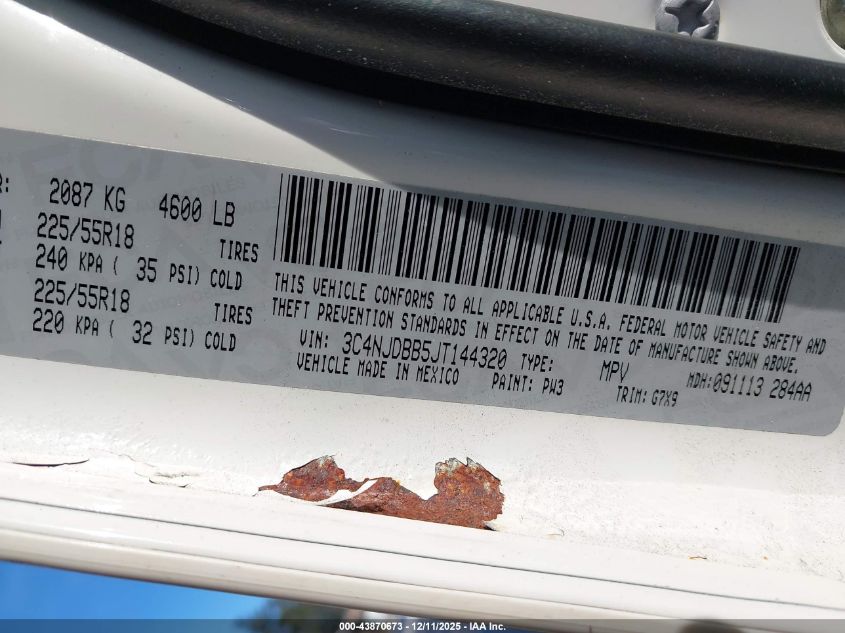 R: 2087 KG 4600 LB
225/55R18 TIRES
240 KPA ( 35 PSI) COLD
225/55R18 TIRES
220 KPA ( 32 PSI) COLD
THIS VEHICLE CONFORMS TO ALL APPLICABLE U.S.A. FEDERAL MOTOR VEHICLE SAFETY AND
THEFT PREVENTION STANDARDS IN EFFECT ON THE DATE OF MANUFACTURE SHOWN ABOVE.
VIN: 3C4NJDBB5JT144320 TYPE: MPV MDH:091113 284AA
VEHICLE MADE IN MEXICO PAINT: PW3 TRIM: G7X9
000-43870673 - 12/11/2025 - IAA Inc.